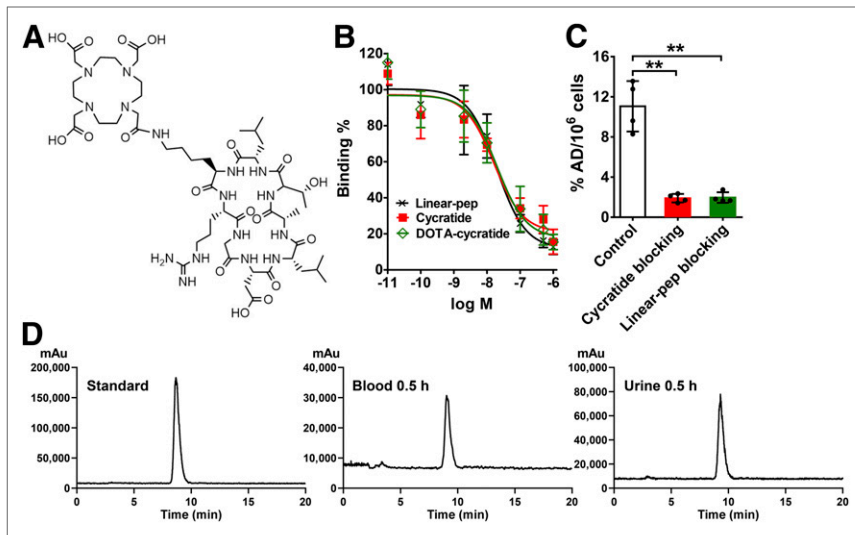 A
HO
O
O
OH
N
N
N
N
HO
O
O
NH
O
N
H
O
NH
HN
O
OH
O
HN
NH
O
NH
O
HN
O
O
NH
H2N
N
H
NH
O
N
H
O
O
HO
B
Binding %
120
100
80
60
40
20
0
Linear-pep
Cycratide
DOTA-cycratide
-11 -10 -9 -8 -7 -6
log M
C
% AD/10^6 cells
16
12
8
4
0
**
**
Control
Cycratide blocking
Linear-pep blocking
D
mAu
200,000
150,000
100,000
50,000
0
Standard
0 5 10 15 20
Time (min)
mAu
40,000
30,000
20,000
10,000
0
Blood 0.5 h
0 5 10 15 20
Time (min)
mAu
100,000
80,000
60,000
40,000
20,000
0
Urine 0.5 h
0 5 10 15 20
Time (min)